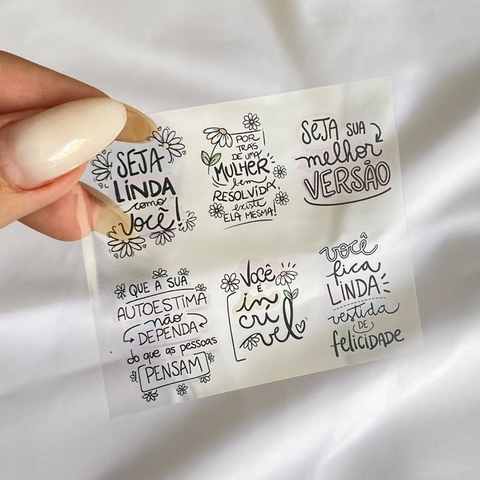 SEJA
LINDA
como
você!
POR
TRÁS
DE UMA
MULHER
bem
RESOLVIDA
existe
ELA MESMA!
SEJA SUA
melhor
VERSÃO
QUE A SUA
AUTOESTIMA
não
DEPENDA
do que as pessoas
PENSAM
Você
É
in
crí
vel
você
fica
LINDA
vestida
DE
felicidade